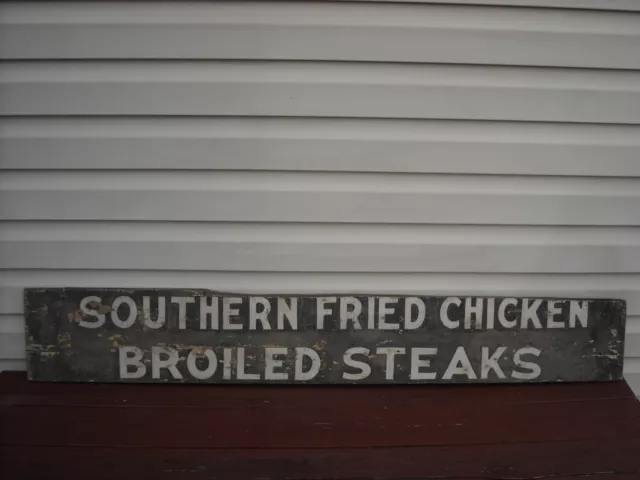 SOUTHERN FRIED CHICKEN
BROILED STEAKS